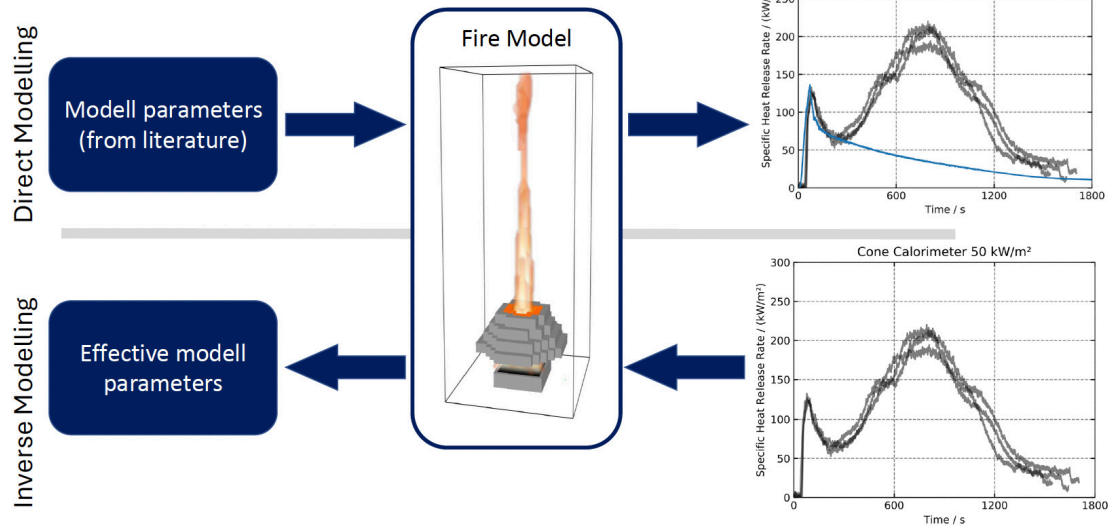 Direct Modelling
Modell parameters
(from literature)
Fire Model
Specific Heat Release Rate / (kW/
250
200
150
100
50
0
600
1200
1800
Time / s
Inverse Modelling
Effective modell
parameters
Cone Calorimeter 50 kW/m²
Specific Heat Release Rate / (kW/m²)
300
250
200
150
100
50
0
0
600
1200
1800
Time / s